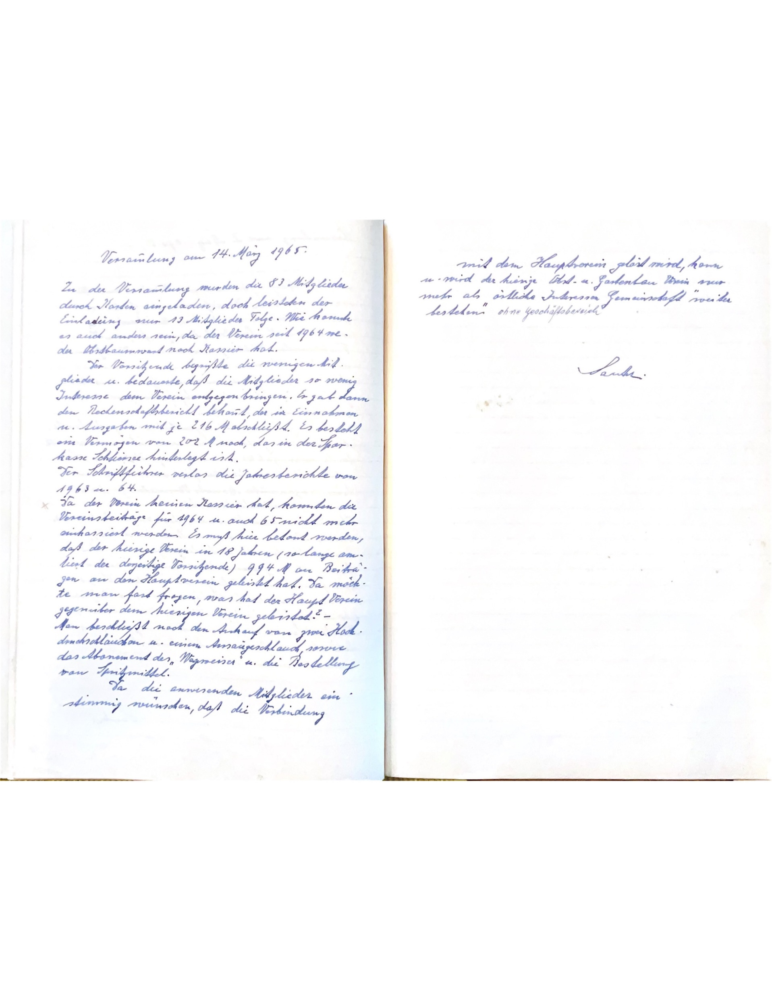 Versam̄lung am 14. März 1965.
Zu der Versam̄lung wurden die 83 Mitglieder
durch Karten eingeladen, doch leisteten der
Einladung nur 13 Mitglieder Folge. Wie konnte
es auch anders sein, da der Verein seit 1964 we-
der Obstbaumwart noch Kassier hat.
Der Vorsitzende begrüßte die wenigen Mit-
glieder u. bedauerte, daß die Mitglieder so wenig
Interesse dem Verein entgegen bringen. Er gab dann
den Rechenschaftsbericht bekan̄t, der in Einnahmen
u. Ausgaben mit je 216 M abschließt. Es besteht
ein Vermögen von 202 M noch, das in der Spar-
kasse Schliersee hinterlegt ist.
Der Schriftführer verlas die Jahresberichte von
1963 u. 64.
x Da der Verein keinen Kassier hat, konnten die
Vereinsbeiträge für 1964 u. auch 65 nicht mehr
einkassiert werden. Es muß hier betont werden,
daß der hiesige Verein in 18 Jahren (so lange am-
tiert der derzeitige Vorsitzende) 994 M an Beiträ-
gen an den Hauptverein geleistet hat. Da möch-
te man fast fragen, was hat der Haupt Verein
gegenüber dem hiesigen Verein geleistet? –
Man beschließt noch den Ankauf von zwei Hoch-
druckschläuchen u. einem Ansaugeschlauch, sowie
das Abonement des „Wegweiser" u. die Bestellung
von Spritzmittel.
Da die anwesenden Mitglieder ein-
stimmig wünschen, daß die Verbindung
mit dem Hauptverein gelöst wird, kann
u. wird der hiesige Obst- u. Gartenbau Verein nur
mehr als örtliche Interessen Gemeinschaft "weiter
bestehen" ohne Geschäftsbereich
Sauter.